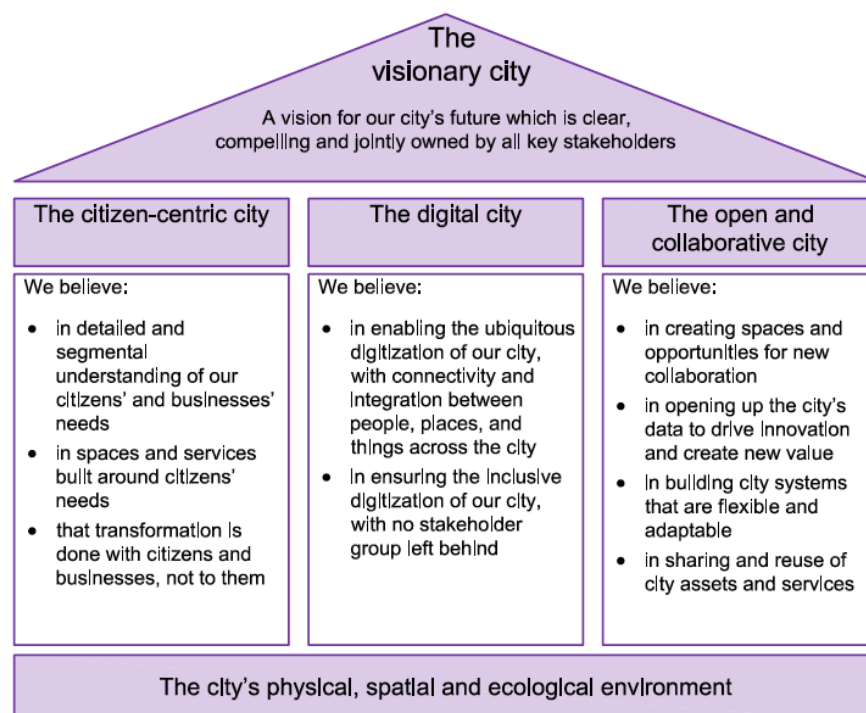 The
visionary city
A vision for our city's future which is clear,
compelling and jointly owned by all key stakeholders
The citizen-centric city
We believe:
• in detailed and
segmental
understanding of our
citizens' and businesses'
needs
• in spaces and services
built around citizens'
needs
• that transformation is
done with citizens and
businesses, not to them
The digital city
We believe:
• in enabling the ubiquitous
digitization of our city,
with connectivity and
integration between
people, places, and
things across the city
• in ensuring the inclusive
digitization of our city,
with no stakeholder
group left behind
The open and
collaborative city
We believe:
• in creating spaces and
opportunities for new
collaboration
• in opening up the city's
data to drive innovation
and create new value
• in building city systems
that are flexible and
adaptable
• in sharing and reuse of
city assets and services
The city's physical, spatial and ecological environment